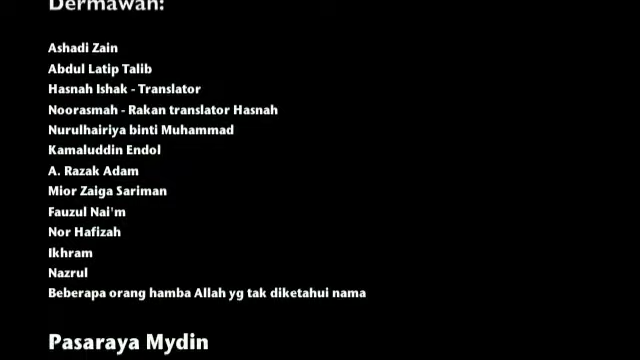 Dermawan:
Ashadi Zain
Abdul Latip Talib
Hasnah Ishak - Translator
Noorasmah - Rakan translator Hasnah
Nurulhairiya binti Muhammad
Kamaluddin Endol
A. Razak Adam
Mior Zaiga Sariman
Fauzul Nai'm
Nor Hafizah
Ikhram
Nazrul
Beberapa orang hamba Allah yg tak diketahui nama
Pasaraya Mydin